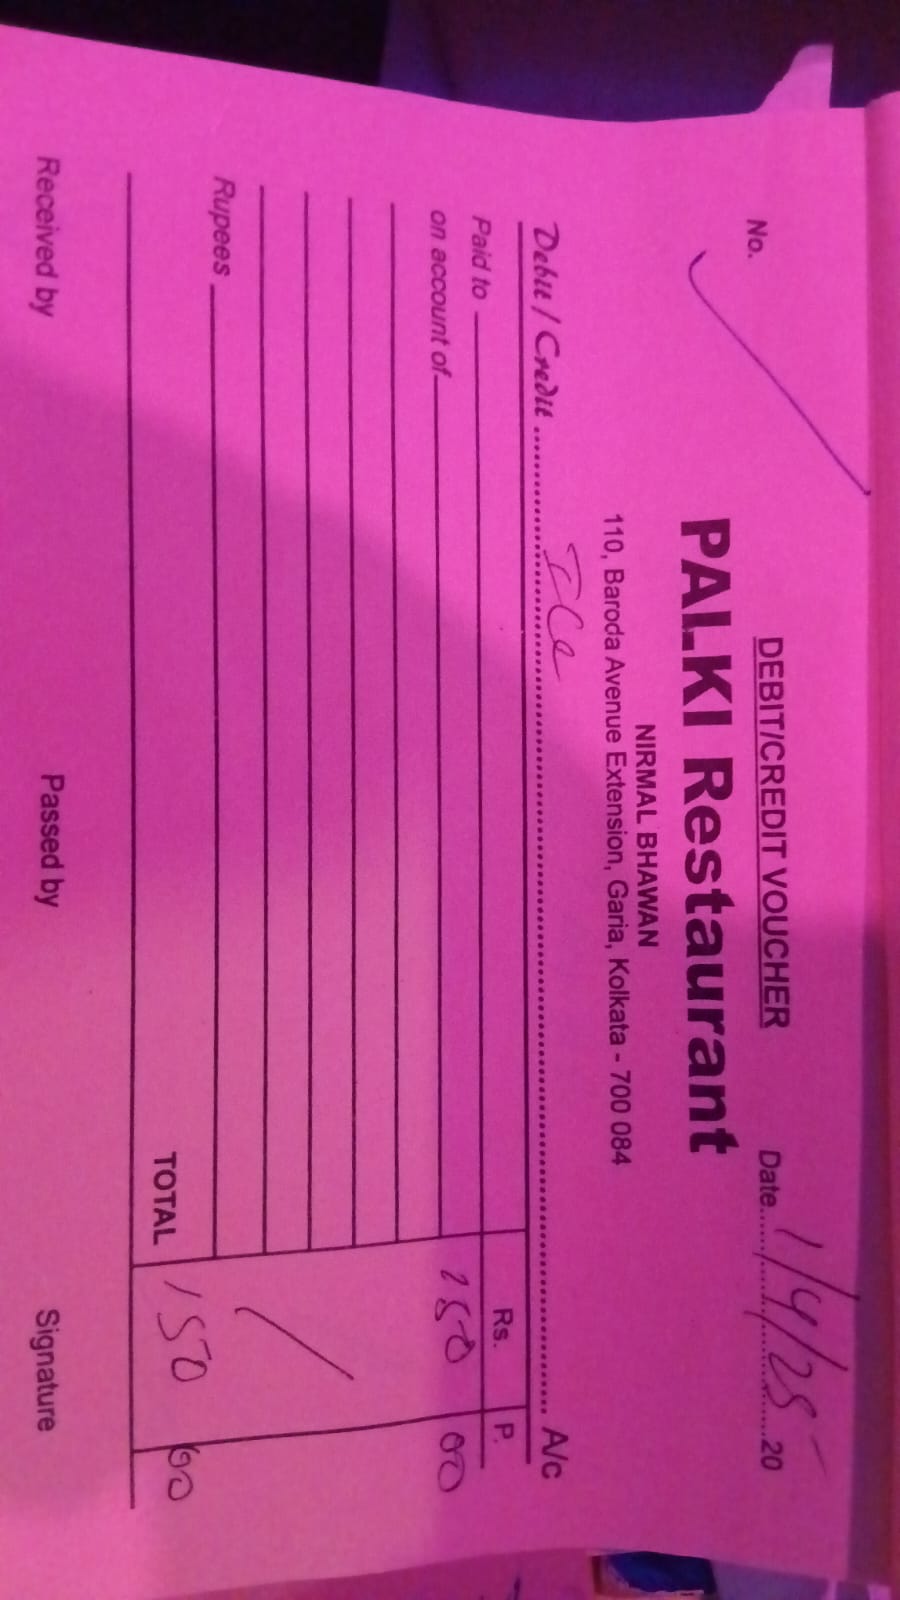 DEBIT/CREDIT VOUCHER
No. Date 1/4/25 20
PALKI Restaurant
NIRMAL BHAWAN
110, Baroda Avenue Extension, Garia, Kolkata - 700 084
Debit / Credit Ice A/c
Paid to Rs. P.
on account of 150 00
Rupees
TOTAL 150 00
Received by Passed by Signature